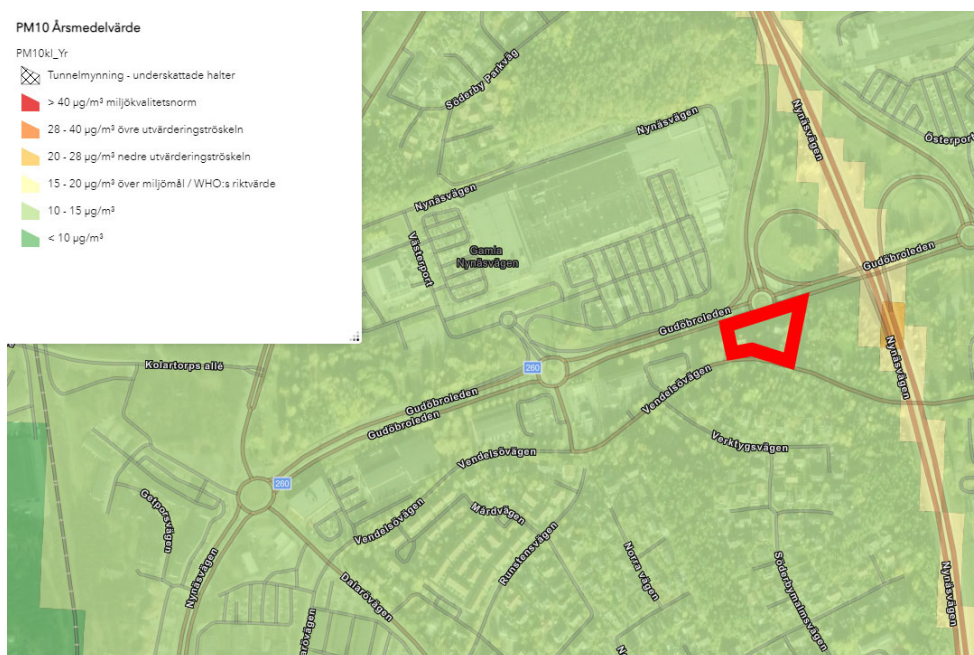 PM10 Årsmedelvärde
PM10kl_Yr
Tunnelmynning - underskattade halter
> 40 µg/m³ miljökvalitetsnorm
28 - 40 µg/m³ övre utvärderingströskeln
20 - 28 µg/m³ nedre utvärderingströskeln
15 - 20 µg/m³ över miljömål / WHO:s riktvärde
10 - 15 µg/m³
< 10 µg/m³
Söderby Parkväg
Nynäsvägen
Nynäsvägen
Österport
Nynäsvägen
Västerport
Gamla
Nynäsvägen
Gudöbroleden
Gudöbroleden
Nynäsvägen
Kolartorps allé
260
Gudöbroleden
Gudöbroleden
Vendelsövägen
Verktygsvägen
Vendelsövägen
260
Getporsvägen
Vendelsövägen
Mårdvägen
Runstensvägen
Nynäsvägen
Dalarövägen
Norra vägen
Söderbymalmsvägen
Nynäsvägen